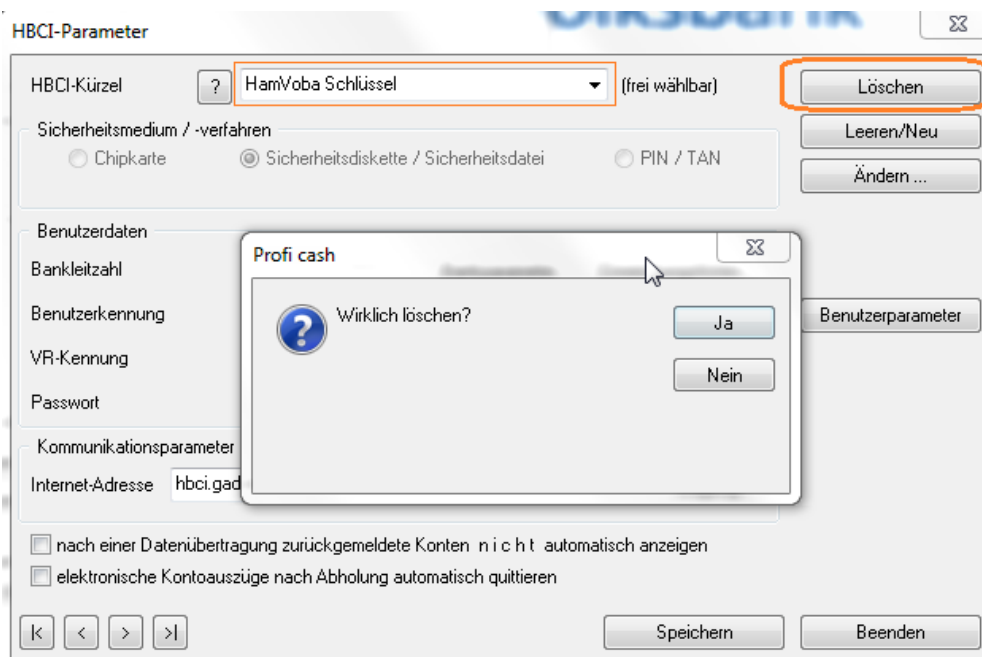 HBCI-Parameter
HBCI-Kürzel ? HamVoba Schlüssel (frei wählbar) Löschen
Sicherheitsmedium / -verfahren Leeren/Neu
Chipkarte Sicherheitsdiskette / Sicherheitsdatei PIN / TAN Ändern ...
Benutzerdaten
Profi cash
Bankleitzahl
Benutzerkennung Wirklich löschen? Ja Benutzerparameter
VR-Kennung
Nein
Passwort
Kommunikationsparameter
Internet-Adresse hbci.gad
nach einer Datenübertragung zurückgemeldete Konten n i c h t automatisch anzeigen
elektronische Kontoauszüge nach Abholung automatisch quittieren
|< < > >| Speichern Beenden